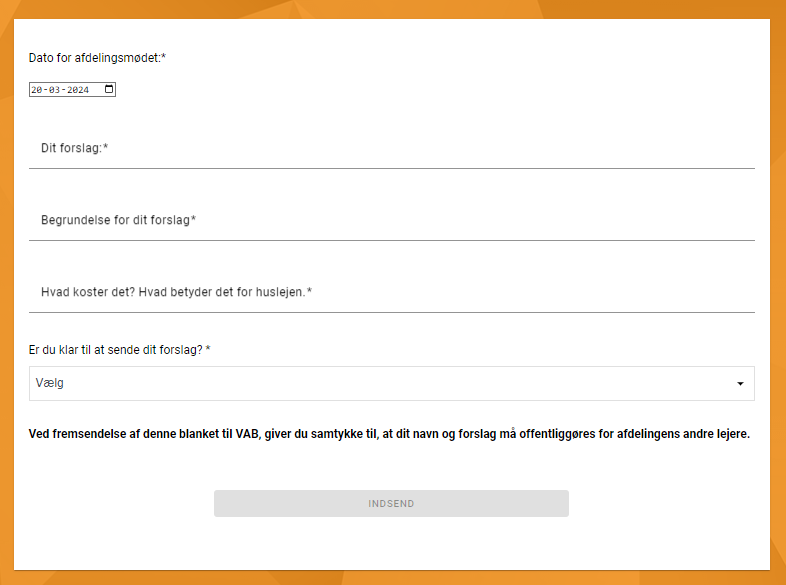 Dato for afdelingsmødet:*
20-03-2024
Dit forslag:*
Begrundelse for dit forslag*
Hvad koster det? Hvad betyder det for huslejen.*
Er du klar til at sende dit forslag? *
Vælg
Ved fremsendelse af denne blanket til VAB, giver du samtykke til, at dit navn og forslag må offentliggøres for afdelingens andre lejere.
INDSEND